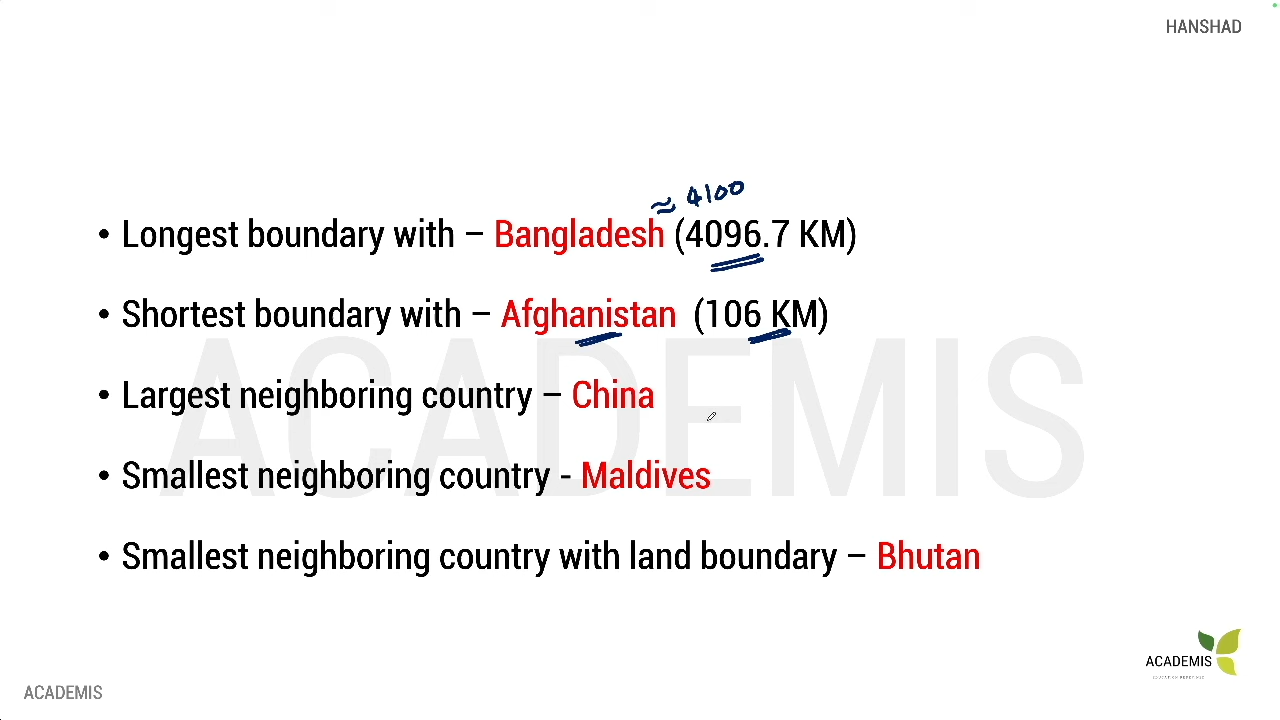 HANSHAD
≈ 4100
• Longest boundary with – Bangladesh (4096.7 KM)
• Shortest boundary with – Afghanistan (106 KM)
• Largest neighboring country – China
• Smallest neighboring country - Maldives
• Smallest neighboring country with land boundary – Bhutan
ACADEMIS
ACADEMIS
ACADEMIS